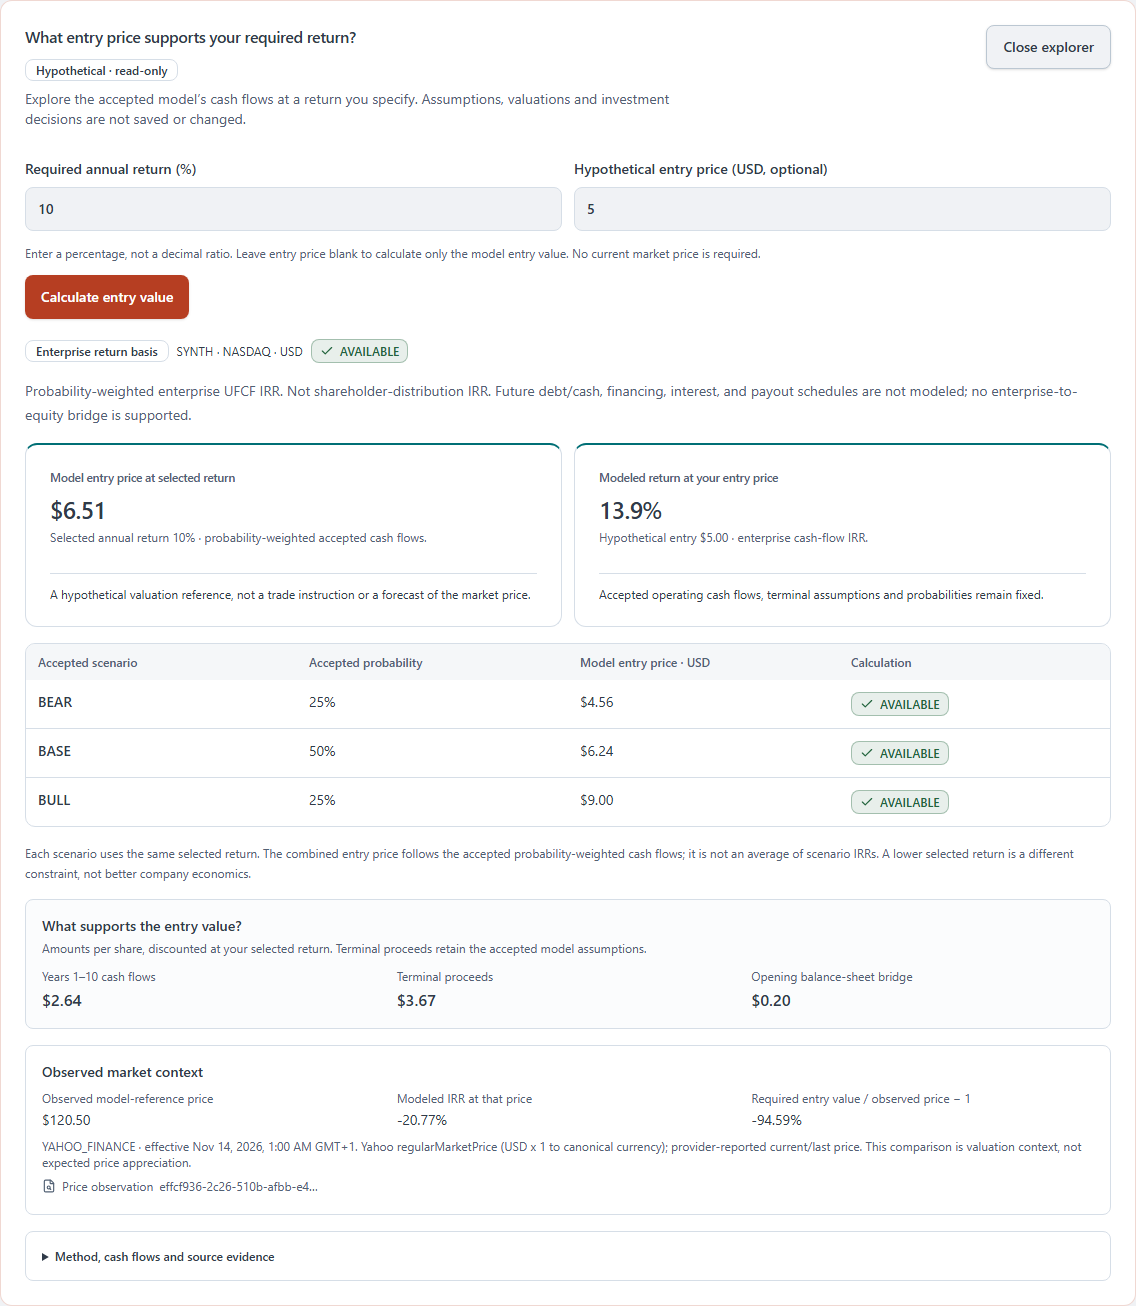 What entry price supports your required return?
Close explorer
Hypothetical · read-only
Explore the accepted model’s cash flows at a return you specify. Assumptions, valuations and investment
decisions are not saved or changed.
Required annual return (%)
Hypothetical entry price (USD, optional)
10
5
Enter a percentage, not a decimal ratio. Leave entry price blank to calculate only the model entry value. No current market price is required.
Calculate entry value
Enterprise return basis SYNTH · NASDAQ · USD AVAILABLE
Probability-weighted enterprise UFCF IRR. Not shareholder-distribution IRR. Future debt/cash, financing, interest, and payout schedules are not modeled; no enterprise-to-
equity bridge is supported.
Model entry price at selected return
$6.51
Selected annual return 10% · probability-weighted accepted cash flows.
A hypothetical valuation reference, not a trade instruction or a forecast of the market price.
Modeled return at your entry price
13.9%
Hypothetical entry $5.00 · enterprise cash-flow IRR.
Accepted operating cash flows, terminal assumptions and probabilities remain fixed.
Accepted scenario Accepted probability Model entry price · USD Calculation
BEAR 25% $4.56 AVAILABLE
BASE 50% $6.24 AVAILABLE
BULL 25% $9.00 AVAILABLE
Each scenario uses the same selected return. The combined entry price follows the accepted probability-weighted cash flows; it is not an average of scenario IRRs. A lower selected return is a different
constraint, not better company economics.
What supports the entry value?
Amounts per share, discounted at your selected return. Terminal proceeds retain the accepted model assumptions.
Years 1–10 cash flows Terminal proceeds Opening balance-sheet bridge
$2.64 $3.67 $0.20
Observed market context
Observed model-reference price Modeled IRR at that price Required entry value / observed price − 1
$120.50 -20.77% -94.59%
YAHOO_FINANCE · effective Nov 14, 2026, 1:00 AM GMT+1. Yahoo regularMarketPrice (USD x 1 to canonical currency); provider-reported current/last price. This comparison is valuation context, not
expected price appreciation.
Price observation effcf936-2c26-510b-afbb-e4...
Method, cash flows and source evidence